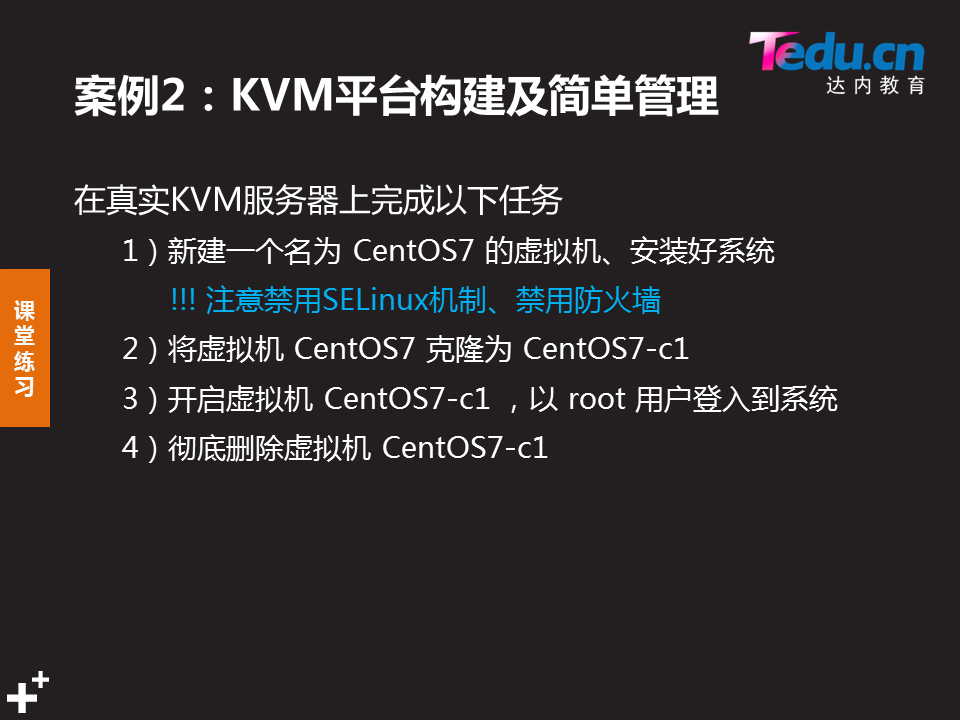 Tedu.cn
达内教育
案例2：KVM平台构建及简单管理
在真实KVM服务器上完成以下任务
1）新建一个名为 CentOS7 的虚拟机、安装好系统
!!! 注意禁用SELinux机制、禁用防火墙
2）将虚拟机 CentOS7 克隆为 CentOS7-c1
3）开启虚拟机 CentOS7-c1 ，以 root 用户登入到系统
4）彻底删除虚拟机 CentOS7-c1
课堂练习